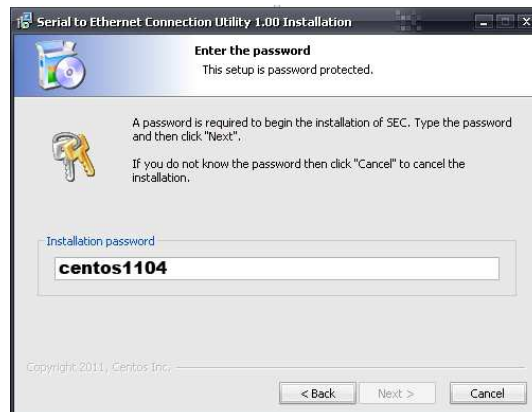 Serial to Ethernet Connection Utility 1.00 Installation
Enter the password
This setup is password protected.
A password is required to begin the installation of SEC. Type the password
and then click "Next".
If you do not know the password then click "Cancel" to cancel the
installation.
Installation password
centos1104
Copyright 2011, Centos Inc.
< Back
Next >
Cancel